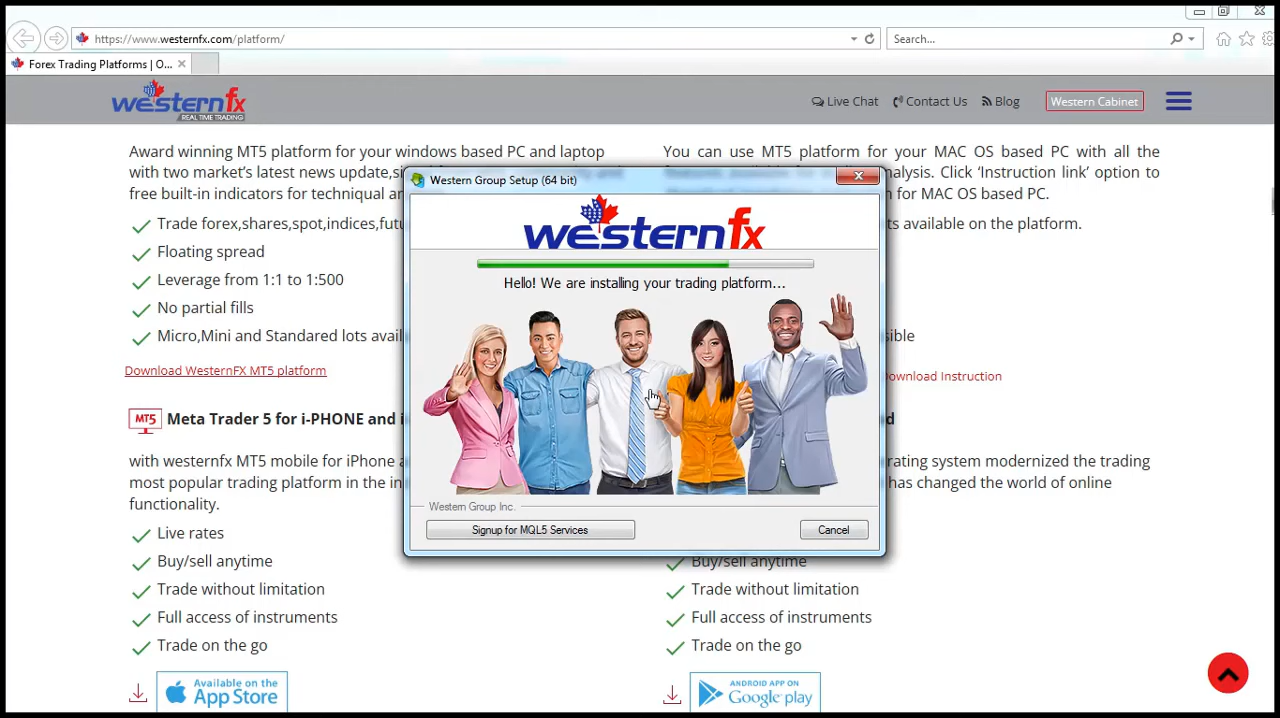 https://www.westernfx.com/platform/
Search...
Forex Trading Platforms | O...
westernfx
REAL TIME TRADING
Live Chat
Contact Us
Blog
Western Cabinet
Award winning MT5 platform for your windows based PC and laptop
with two market's latest news update,si
free built-in indicators for techniqual an
Trade forex,shares,spot,indices,futu
Floating spread
Leverage from 1:1 to 1:500
No partial fills
Micro,Mini and Standared lots avai
Download WesternFX MT5 platform
You can use MT5 platform for your MAC OS based PC with all the
alysis. Click 'Instruction link' option to
n for MAC OS based PC.
ts available on the platform.
sible
ownload Instruction
Western Group Setup (64 bit)
westernfx
Hello! We are installing your trading platform...
Western Group Inc.
Signup for MQL5 Services
Cancel
MT5
Meta Trader 5 for i-PHONE and i
with westernfx MT5 mobile for iPhone a
most popular trading platform in the in
functionality.
Live rates
Buy/sell anytime
Trade without limitation
Full access of instruments
Trade on the go
Available on the
App Store
d
rating system modernized the trading
has changed the world of online
Buy/sell anytime
Trade without limitation
Full access of instruments
Trade on the go
ANDROID APP ON
Google play